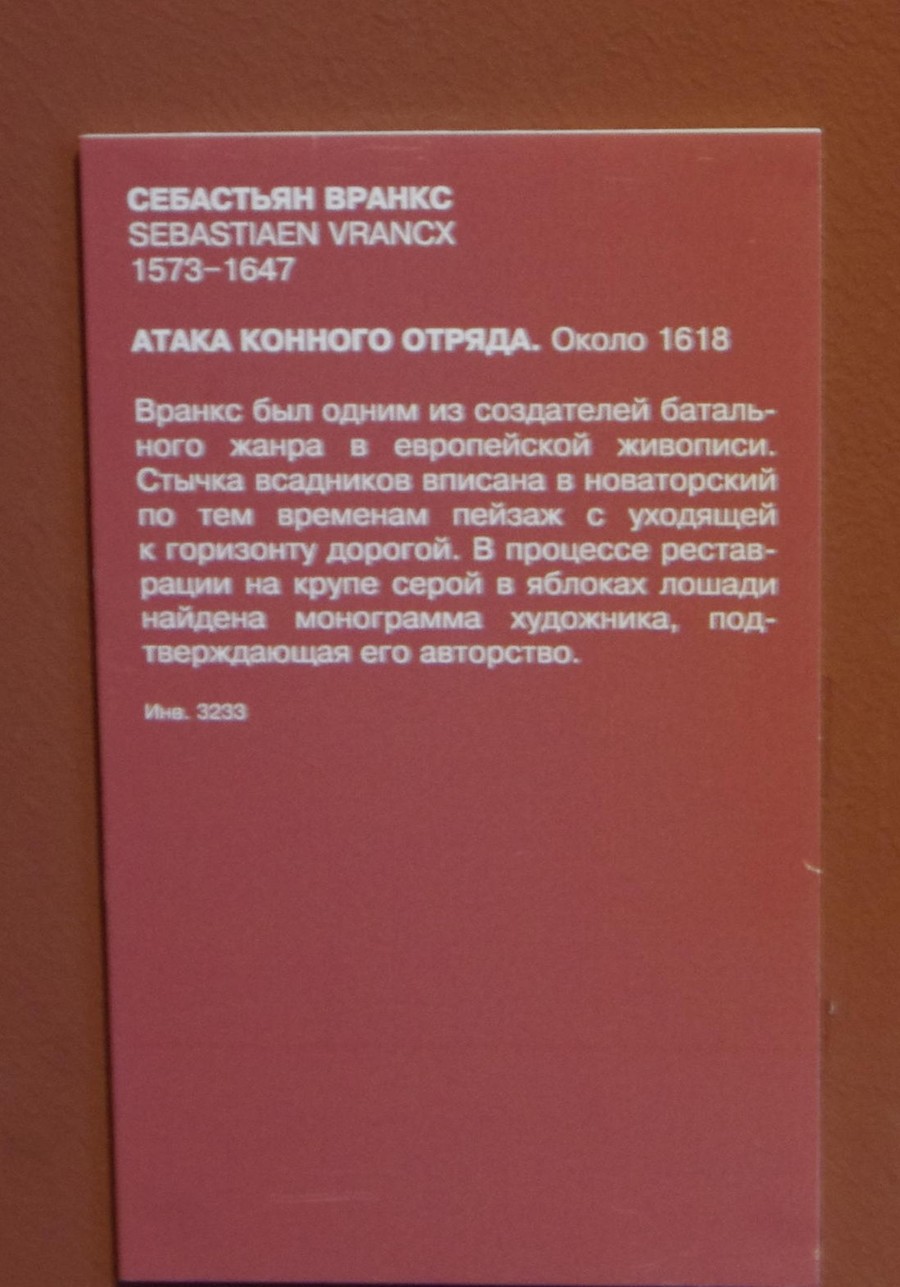 СЕБАСТЬЯН ВРАНКС
SEBASTIAEN VRANCX
1573–1647
АТАКА КОННОГО ОТРЯДА. Около 1618
Вранкс был одним из создателей баталь-
ного жанра в европейской живописи.
Стычка всадников вписана в новаторский
по тем временам пейзаж с уходящей
к горизонту дорогой. В процессе рестав-
рации на крупе серой в яблоках лошади
найдена монограмма художника, под-
тверждающая его авторство.
Инв. 3233